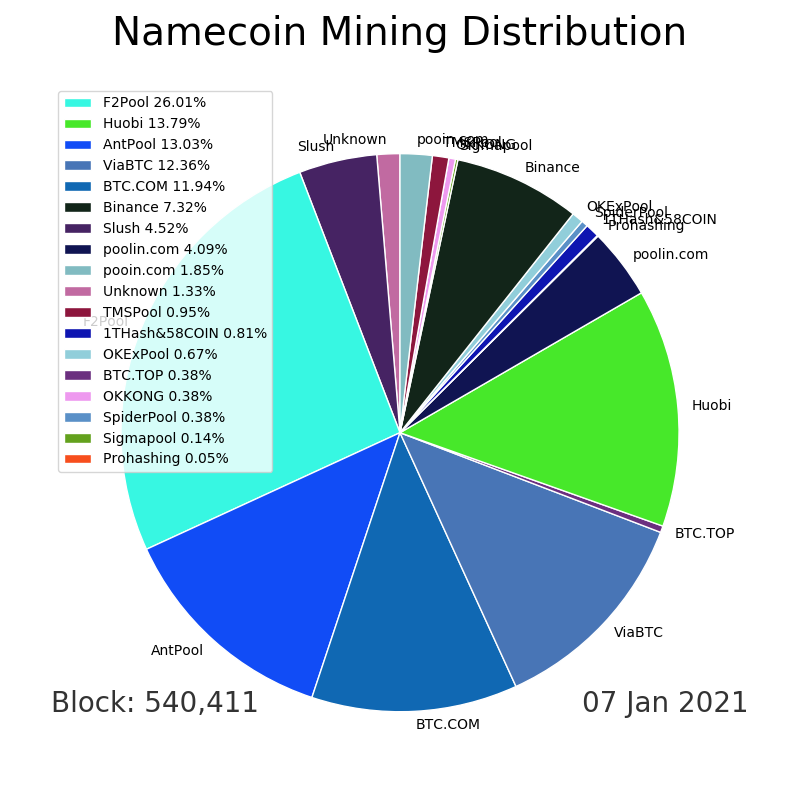 Namecoin Mining Distribution
F2Pool 26.01%
Huobi 13.79%
AntPool 13.03%
ViaBTC 12.36%
BTC.COM 11.94%
Binance 7.32%
Slush 4.52%
poolin.com 4.09%
pooin.com 1.85%
Unknown 1.33%
TMSPool 0.95%
1THash&58COIN 0.81%
OKExPool 0.67%
BTC.TOP 0.38%
OKKONG 0.38%
SpiderPool 0.38%
Sigmapool 0.14%
Prohashing 0.05%
Unknown
Slush
F2Pool
AntPool
BTC.COM
ViaBTC
BTC.TOP
Huobi
poolin.com
Prohashing
1THash&58COIN
SpiderPool
OKExPool
Binance
Sigmapool
OKKONG
TMSPool
pooin.com
Block: 540,411
07 Jan 2021